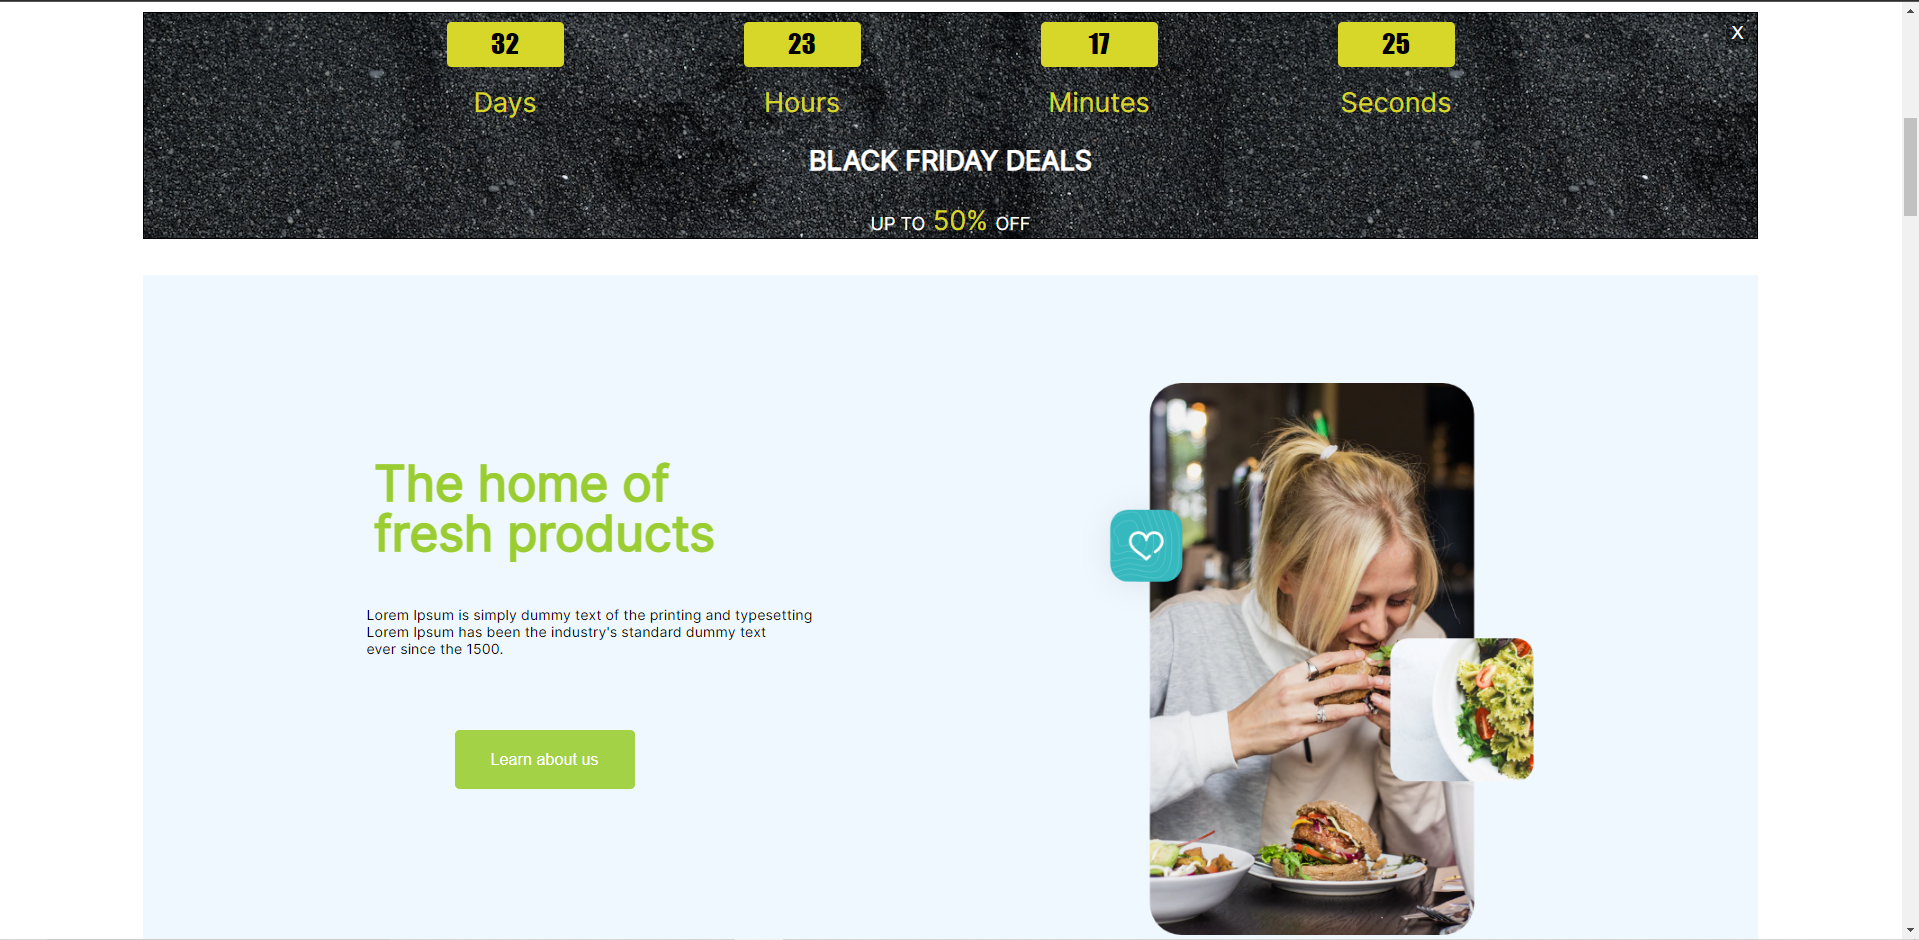 32 23 17 25 X
Days Hours Minutes Seconds
BLACK FRIDAY DEALS
UP TO 50% OFF
The home of
fresh products
Lorem Ipsum is simply dummy text of the printing and typesetting
Lorem Ipsum has been the industry's standard dummy text
ever since the 1500.
Learn about us